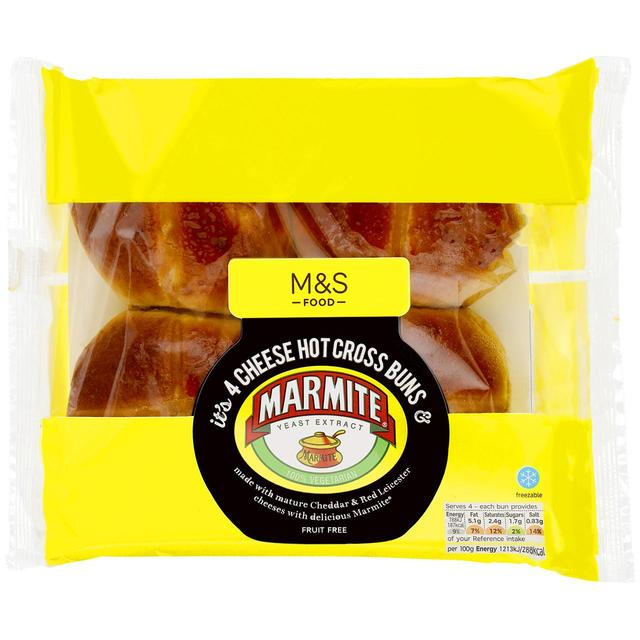 M&S
FOOD
it's 4 CHEESE HOT CROSS BUNS &
MARMITE®
YEAST EXTRACT
MARMITE
100% VEGETARIAN
made with mature Cheddar & Red Leicester
cheeses with delicious Marmite®
FRUIT FREE
freezable
Serves 4 - each bun provides
Energy Fat Saturates Sugars Salt
788kJ 5.1g 2.4g 1.7g 0.83g
187kcal
9% 7% 12% 2% 14%
of your Reference intake
per 100g Energy 1213kJ/288kcal